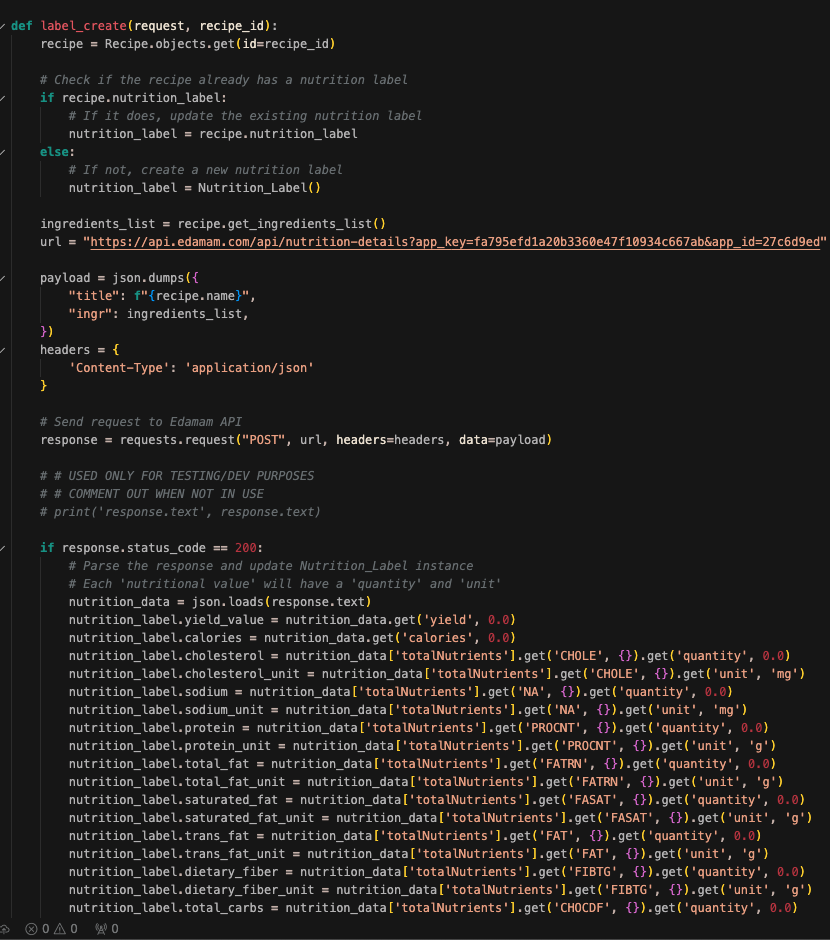 def label_create(request, recipe_id):
    recipe = Recipe.objects.get(id=recipe_id)
    # Check if the recipe already has a nutrition label
    if recipe.nutrition_label:
        # If it does, update the existing nutrition label
        nutrition_label = recipe.nutrition_label
    else:
        # If not, create a new nutrition label
        nutrition_label = Nutrition_Label()
    ingredients_list = recipe.get_ingredients_list()
    url = "https://api.edamam.com/api/nutrition-details?app_key=fa795efd1a20b3360e47f10934c667ab&app_id=27c6d9ed"
    payload = json.dumps({
        "title": f"{recipe.name}",
        "ingr": ingredients_list,
    })
    headers = {
        'Content-Type': 'application/json'
    }
    # Send request to Edamam API
    response = requests.request("POST", url, headers=headers, data=payload)
    # # USED ONLY FOR TESTING/DEV PURPOSES
    # # COMMENT OUT WHEN NOT IN USE
    # print('response.text', response.text)
    if response.status_code == 200:
        # Parse the response and update Nutrition_Label instance
        # Each 'nutritional value' will have a 'quantity' and 'unit'
        nutrition_data = json.loads(response.text)
        nutrition_label.yield_value = nutrition_data.get('yield', 0.0)
        nutrition_label.calories = nutrition_data.get('calories', 0.0)
        nutrition_label.cholesterol = nutrition_data['totalNutrients'].get('CHOLE', {}).get('quantity', 0.0)
        nutrition_label.cholesterol_unit = nutrition_data['totalNutrients'].get('CHOLE', {}).get('unit', 'mg')
        nutrition_label.sodium = nutrition_data['totalNutrients'].get('NA', {}).get('quantity', 0.0)
        nutrition_label.sodium_unit = nutrition_data['totalNutrients'].get('NA', {}).get('unit', 'mg')
        nutrition_label.protein = nutrition_data['totalNutrients'].get('PROCNT', {}).get('quantity', 0.0)
        nutrition_label.protein_unit = nutrition_data['totalNutrients'].get('PROCNT', {}).get('unit', 'g')
        nutrition_label.total_fat = nutrition_data['totalNutrients'].get('FATRN', {}).get('quantity', 0.0)
        nutrition_label.total_fat_unit = nutrition_data['totalNutrients'].get('FATRN', {}).get('unit', 'g')
        nutrition_label.saturated_fat = nutrition_data['totalNutrients'].get('FASAT', {}).get('quantity', 0.0)
        nutrition_label.saturated_fat_unit = nutrition_data['totalNutrients'].get('FASAT', {}).get('unit', 'g')
        nutrition_label.trans_fat = nutrition_data['totalNutrients'].get('FAT', {}).get('quantity', 0.0)
        nutrition_label.trans_fat_unit = nutrition_data['totalNutrients'].get('FAT', {}).get('unit', 'g')
        nutrition_label.dietary_fiber = nutrition_data['totalNutrients'].get('FIBTG', {}).get('quantity', 0.0)
        nutrition_label.dietary_fiber_unit = nutrition_data['totalNutrients'].get('FIBTG', {}).get('unit', 'g')
        nutrition_label.total_carbs = nutrition_data['totalNutrients'].get('CHOCDF', {}).get('quantity', 0.0)
0 0 0